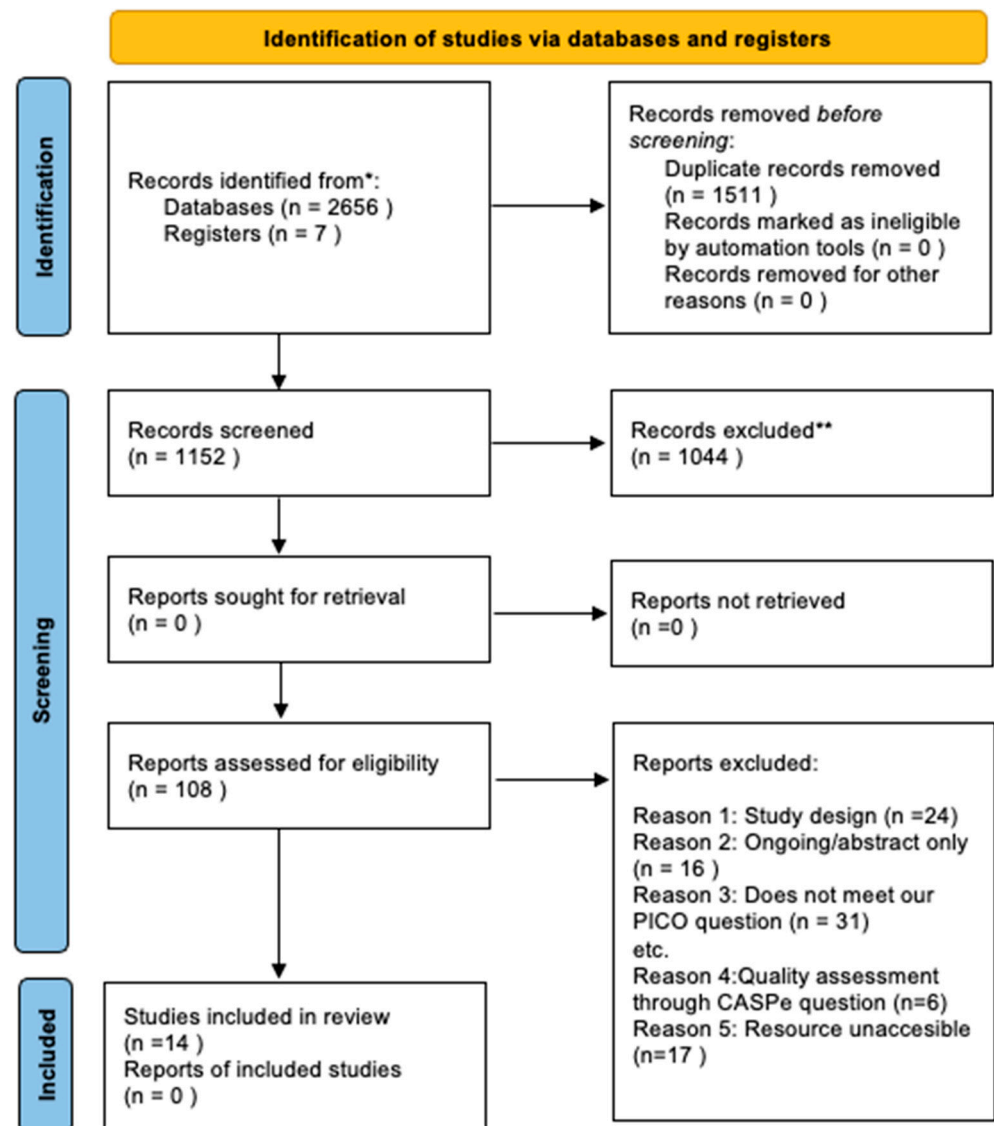 Identification of studies via databases and registers
Identification
Records identified from*:
Databases (n = 2656 )
Registers (n = 7 )
Records removed before
screening:
Duplicate records removed
(n = 1511 )
Records marked as ineligible
by automation tools (n = 0 )
Records removed for other
reasons (n = 0 )
Screening
Records screened
(n = 1152 )
Records excluded**
(n = 1044 )
Reports sought for retrieval
(n = 0 )
Reports not retrieved
(n =0 )
Reports assessed for eligibility
(n = 108 )
Reports excluded:
Reason 1: Study design (n =24)
Reason 2: Ongoing/abstract only
(n = 16 )
Reason 3: Does not meet our
PICO question (n = 31)
etc.
Reason 4:Quality assessment
through CASPe question (n=6)
Reason 5: Resource unaccesible
(n=17 )
Included
Studies included in review
(n =14 )
Reports of included studies
(n = 0 )